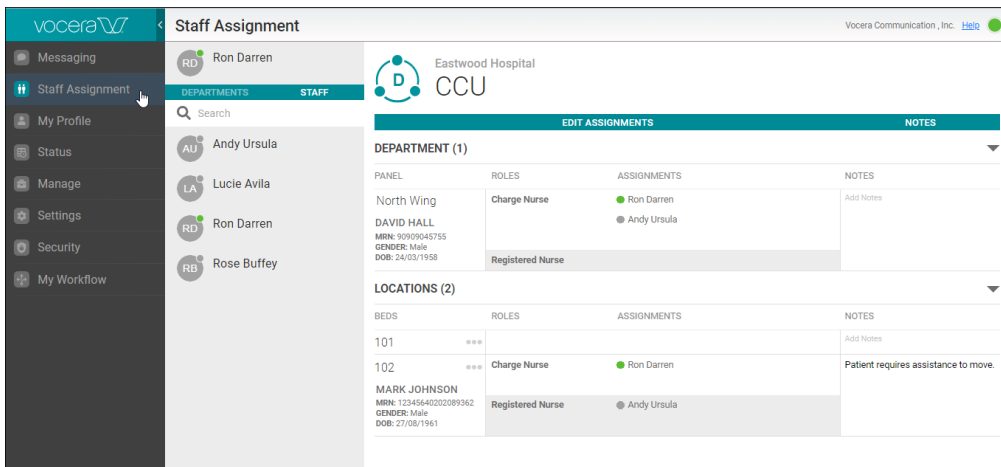 vocera
Staff Assignment
Vocera Communication , Inc. Help
Messaging
Staff Assignment
My Profile
Status
Manage
Settings
Security
My Workflow
RD Ron Darren
DEPARTMENTS STAFF
Search
AU Andy Ursula
LA Lucie Avila
RD Ron Darren
RB Rose Buffey
D
Eastwood Hospital
CCU
EDIT ASSIGNMENTS NOTES
DEPARTMENT (1)
PANEL ROLES ASSIGNMENTS NOTES
North Wing Charge Nurse Ron Darren Add Notes
Andy Ursula
DAVID HALL
MRN: 90909045755
GENDER: Male
DOB: 24/03/1958
Registered Nurse
LOCATIONS (2)
BEDS ROLES ASSIGNMENTS NOTES
101 Add Notes
102 Charge Nurse Ron Darren Patient requires assistance to move.
MARK JOHNSON
MRN: 12345640202089362
GENDER: Male
DOB: 27/08/1961
Registered Nurse Andy Ursula